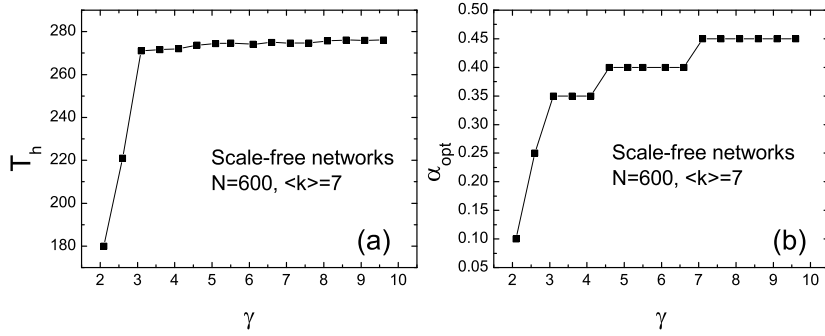 280
260
240
220
200
180
T_h
Scale-free networks
N=600, <k>=7
(a)
2 3 4 5 6 7 8 9 10
γ
0.50
0.45
0.40
0.35
0.30
0.25
0.20
0.15
0.10
0.05
α_opt
Scale-free networks
N=600, <k>=7
(b)
2 3 4 5 6 7 8 9 10
γ